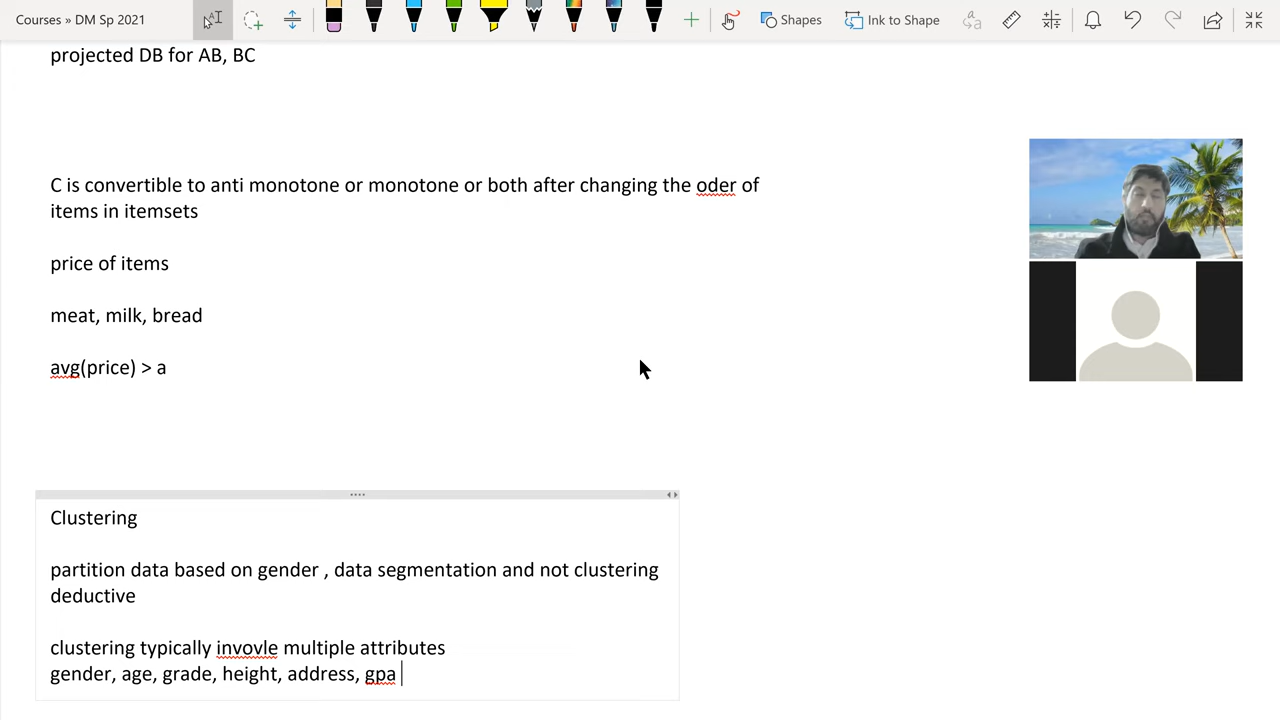 Courses » DM Sp 2021
Shapes
Ink to Shape
projected DB for AB, BC
C is convertible to anti monotone or monotone or both after changing the oder of
items in itemsets
price of items
meat, milk, bread
avg(price) > a
Clustering
partition data based on gender , data segmentation and not clustering
deductive
clustering typically invovle multiple attributes
gender, age, grade, height, address, gpa